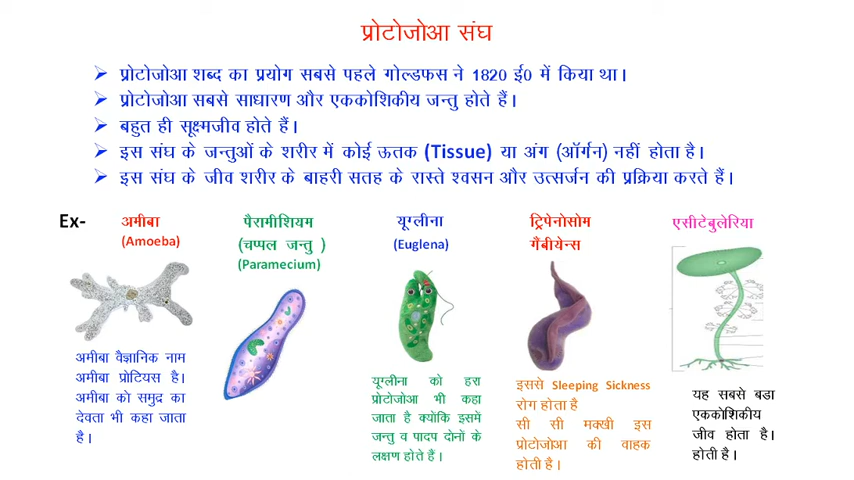 प्रोटोजोआ संघ
प्रोटोजोआ शब्द का प्रयोग सबसे पहले गोल्डफस ने 1820 ई0 में किया था।
प्रोटोजोआ सबसे साधारण और एककोशिकीय जन्तु होते हैं।
बहुत ही सूक्ष्मजीव होते हैं।
इस संघ के जन्तुओं के शरीर में कोई ऊतक (Tissue) या अंग (ऑर्गन) नहीं होता है।
इस संघ के जीव शरीर के बाहरी सतह के रास्ते श्वसन और उत्सर्जन की प्रक्रिया करते हैं।
Ex-
अमीबा
(Amoeba)
अमीबा वैज्ञानिक नाम
अमीबा प्रोटियस है।
अमीबा को समुद्र का
देवता भी कहा जाता
है।
पैरामीशियम
(चप्पल जन्तु )
(Paramecium)
यूग्लीना
(Euglena)
यूग्लीना को हरा
प्रोटोजोआ भी कहा
जाता है क्योंकि इसमें
जन्तु व पादप दोनों के
लक्षण होते हैं।
ट्रिपेनोसोम
गैंबीयेन्स
इससे Sleeping Sickness
रोग होता है
सी सी मक्खी इस
प्रोटोजोआ की वाहक
होती है।
एसीटेबुलेरिया
यह सबसे बडा
एककोशिकीय
जीव होता है।
होती है।